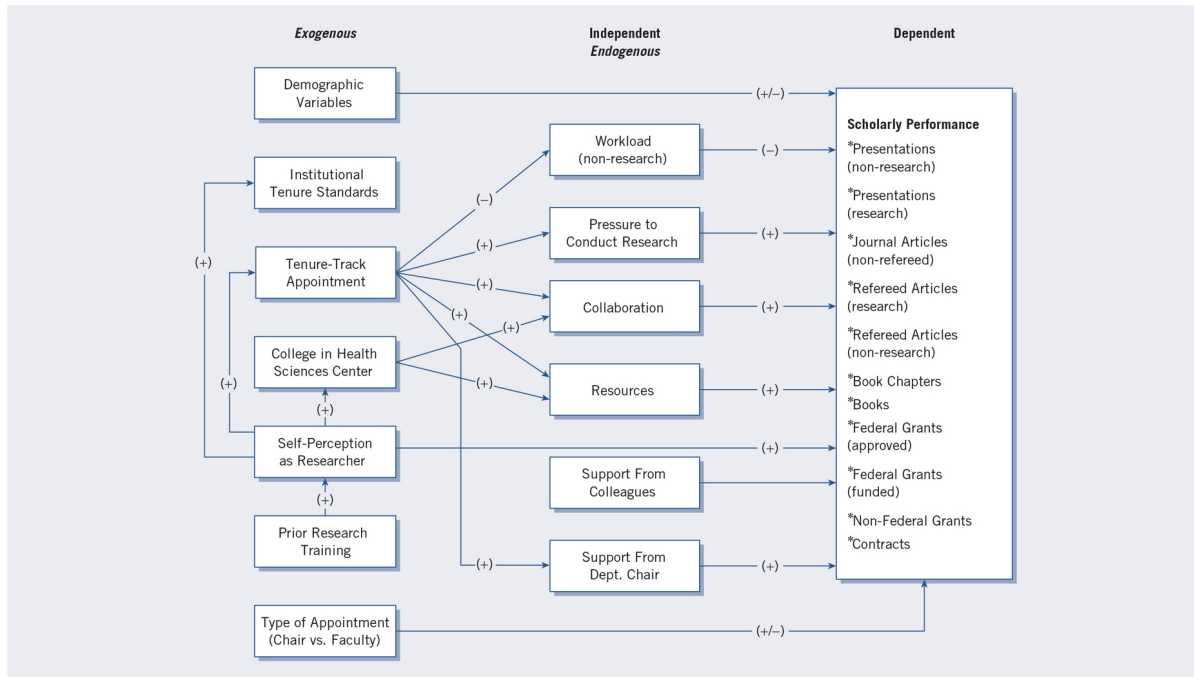 Exogenous
Independent
Endogenous
Dependent
Demographic
Variables
(+/−)
Institutional
Tenure Standards
Tenure-Track
Appointment
College in Health
Sciences Center
Self-Perception
as Researcher
Prior Research
Training
Type of Appointment
(Chair vs. Faculty)
(+)
(+)
(+)
(+)
(−)
(+)
(+)
(+)
(+)
(+)
(+)
Workload
(non-research)
Pressure to
Conduct Research
Collaboration
Resources
Support From
Colleagues
Support From
Dept. Chair
(−)
(+)
(+)
(+)
(+)
(+)
(+/−)
Scholarly Performance
*Presentations
(non-research)
*Presentations
(research)
*Journal Articles
(non-refereed)
*Refereed Articles
(research)
*Refereed Articles
(non-research)
*Book Chapters
*Books
*Federal Grants
(approved)
*Federal Grants
(funded)
*Non-Federal Grants
*Contracts